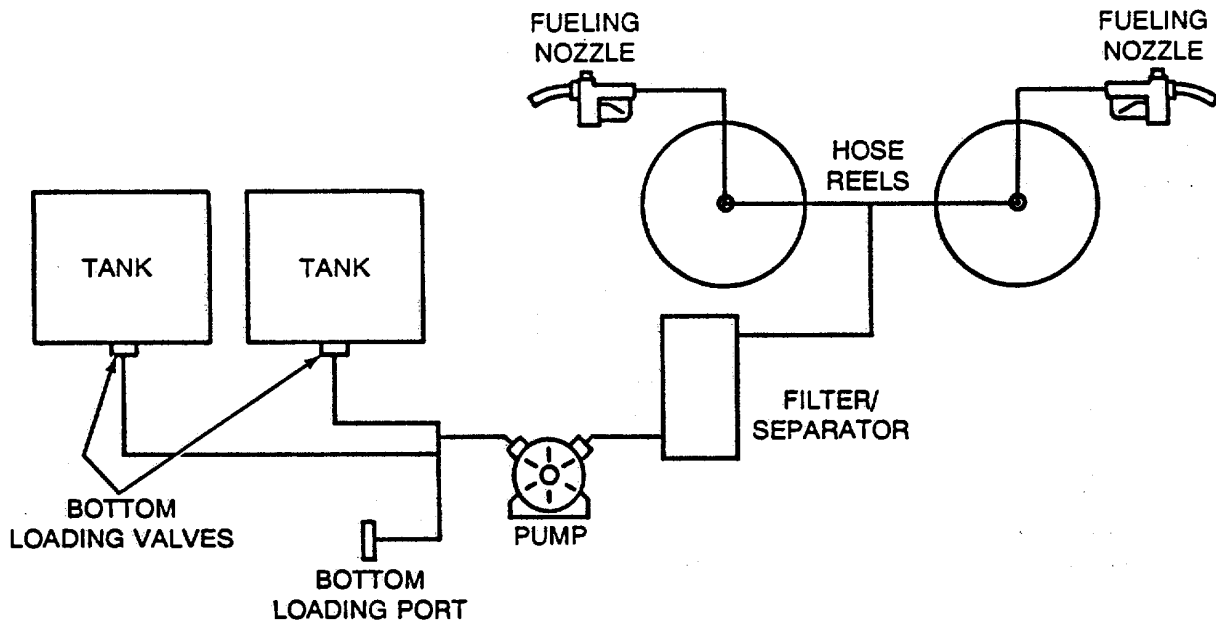 FUELING
NOZZLE
FUELING
NOZZLE
HOSE
REELS
TANK
TANK
FILTER/
SEPARATOR
BOTTOM
LOADING VALVES
PUMP
BOTTOM
LOADING PORT